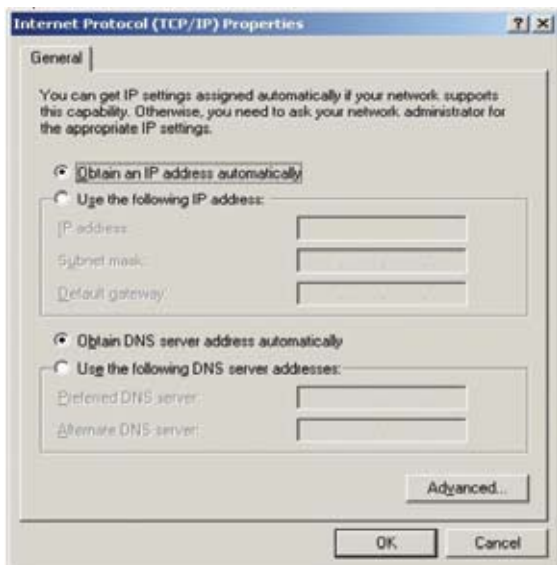 Internet Protocol (TCP/IP) Properties
General
You can get IP settings assigned automatically if your network supports
this capability. Otherwise, you need to ask your network administrator for
the appropriate IP settings.
Obtain an IP address automatically
Use the following IP address:
IP address:
Subnet mask:
Default gateway:
Obtain DNS server address automatically
Use the following DNS server addresses:
Preferred DNS server:
Alternate DNS server:
Advanced...
OK
Cancel